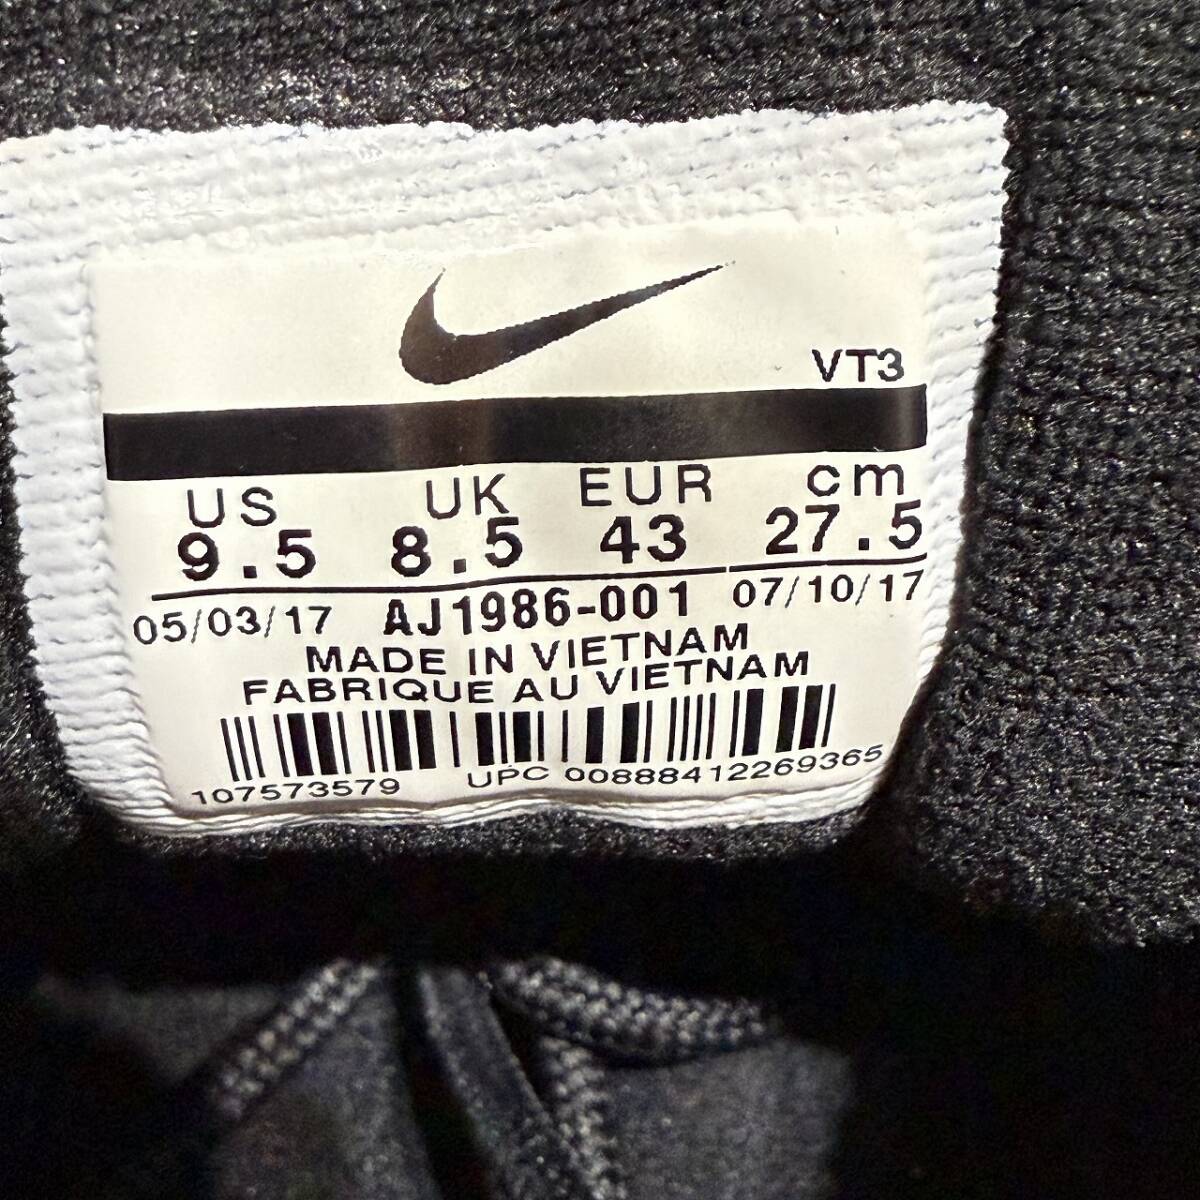 VT3
US UK EUR cm
9.5 8.5 43 27.5
05/03/17 AJ1986-001 07/10/17
MADE IN VIETNAM
FABRIQUE AU VIETNAM
107573579 UPC 00888412269365